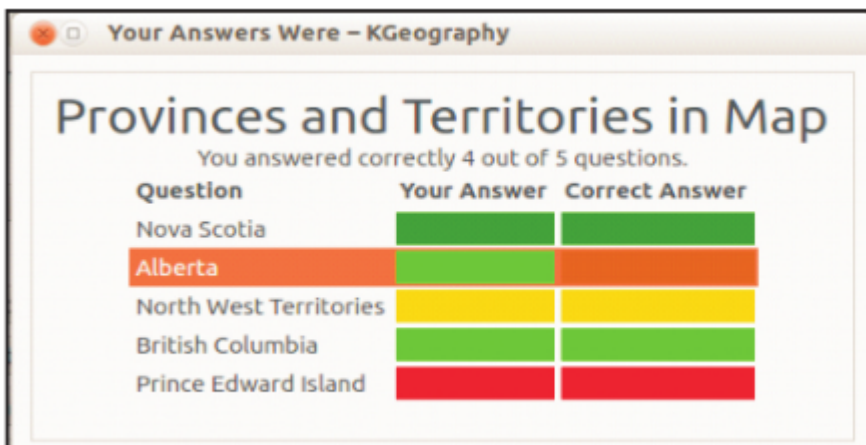 Your Answers Were – KGeography
Provinces and Territories in Map
You answered correctly 4 out of 5 questions.
Question Your Answer Correct Answer
Nova Scotia
Alberta
North West Territories
British Columbia
Prince Edward Island